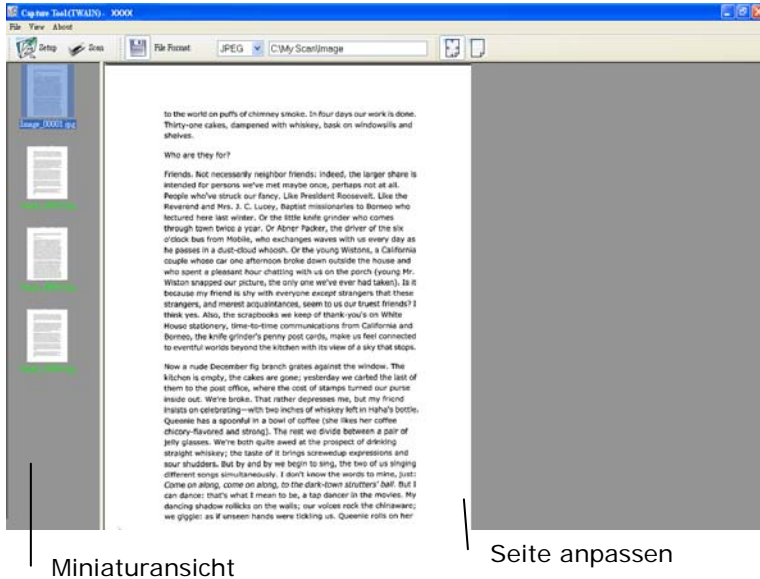 Capture Tool(TWAIN) - XXXX
File View About
Setup Scan File Format: JPEG C:\My Scan\Image
Image_00001.jpg
to the world on puffs of chimney smoke. In four days our work is done.
Thirty-one cakes, dampened with whiskey, bask on windowsills and
shelves.
Who are they for?
Friends. Not necessarily neighbor friends: indeed, the larger share is
intended for persons we've met maybe once, perhaps not at all.
People who've struck our fancy. Like President Roosevelt. Like the
Reverend and Mrs. J. C. Lucey, Baptist missionaries to Borneo who
lectured here last winter. Or the little knife grinder who comes
through town twice a year. Or Abner Packer, the driver of the six
o'clock bus from Mobile, who exchanges waves with us every day as
he passes in a dust-cloud whoosh. Or the young Wistons, a California
couple whose car one afternoon broke down outside the house and
who spent a pleasant hour chatting with us on the porch (young Mr.
Wiston snapped our picture, the only one we've ever had taken). Is it
because my friend is shy with everyone except strangers that these
strangers, and merest acquaintances, seem to us our truest friends? I
think yes. Also, the scrapbooks we keep of thank-you's on White
House stationery, time-to-time communications from California and
Borneo, the knife grinder's penny post cards, make us feel connected
to eventful worlds beyond the kitchen with its view of a sky that stops.
Now a nude December fig branch grates against the window. The
kitchen is empty, the cakes are gone; yesterday we carted the last of
them to the post office, where the cost of stamps turned our purse
inside out. We're broke. That rather depresses me, but my friend
insists on celebrating—with two inches of whiskey left in Haha's bottle.
Queenie has a spoonful in a bowl of coffee (she likes her coffee
chicory-flavored and strong). The rest we divide between a pair of
jelly glasses. We're both quite awed at the prospect of drinking
straight whiskey; the taste of it brings screwedup expressions and
sour shudders. But by and by we begin to sing, the two of us singing
different songs simultaneously. I don't know the words to mine, just:
Come on along, come on along, to the dark-town strutters' ball. But I
can dance: that's what I mean to be, a tap dancer in the movies. My
dancing shadow rollicks on the walls; our voices rock the chinaware;
we giggle: as if unseen hands were tickling us. Queenie rolls on her
Miniaturansicht
Seite anpassen